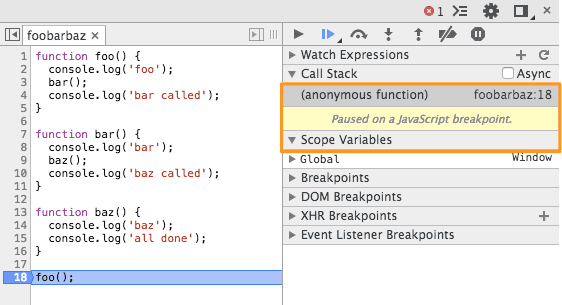 1
foobarbaz ×
1 function foo() {
2 console.log('foo');
3 bar();
4 console.log('bar called');
5 }
6
7 function bar() {
8 console.log('bar');
9 baz();
10 console.log('baz called');
11 }
12
13 function baz() {
14 console.log('baz');
15 console.log('all done');
16 }
17
18 foo();
Watch Expressions
Call Stack Async
(anonymous function) foobarbaz:18
Paused on a JavaScript breakpoint.
Scope Variables
Global Window
Breakpoints
DOM Breakpoints
XHR Breakpoints
Event Listener Breakpoints